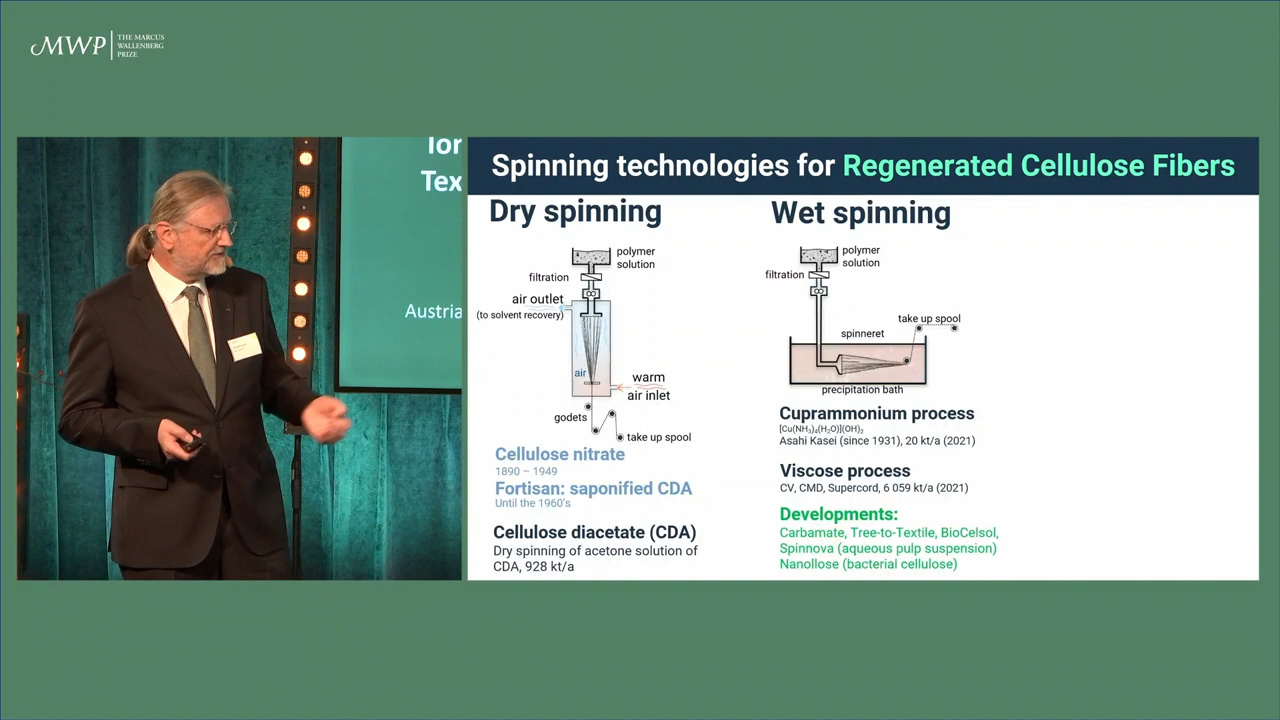 MWP
THE MARCUS
WALLENBERG
PRIZE
Ion
Tex
Austria
Spinning technologies for Regenerated Cellulose Fibers
Dry spinning
polymer
solution
filtration
air outlet
(to solvent recovery)
air
warm
air inlet
godets
take up spool
Cellulose nitrate
1890 – 1949
Fortisan: saponified CDA
Until the 1960's
Cellulose diacetate (CDA)
Dry spinning of acetone solution of
CDA, 928 kt/a
Wet spinning
polymer
solution
filtration
take up spool
spinneret
precipitation bath
Cuprammonium process
[Cu(NH₃)₄(H₂O)](OH)₂
Asahi Kasei (since 1931), 20 kt/a (2021)
Viscose process
CV, CMD, Supercord, 6 059 kt/a (2021)
Developments:
Carbamate, Tree-to-Textile, BioCelsol,
Spinnova (aqueous pulp suspension)
Nanollose (bacterial cellulose)